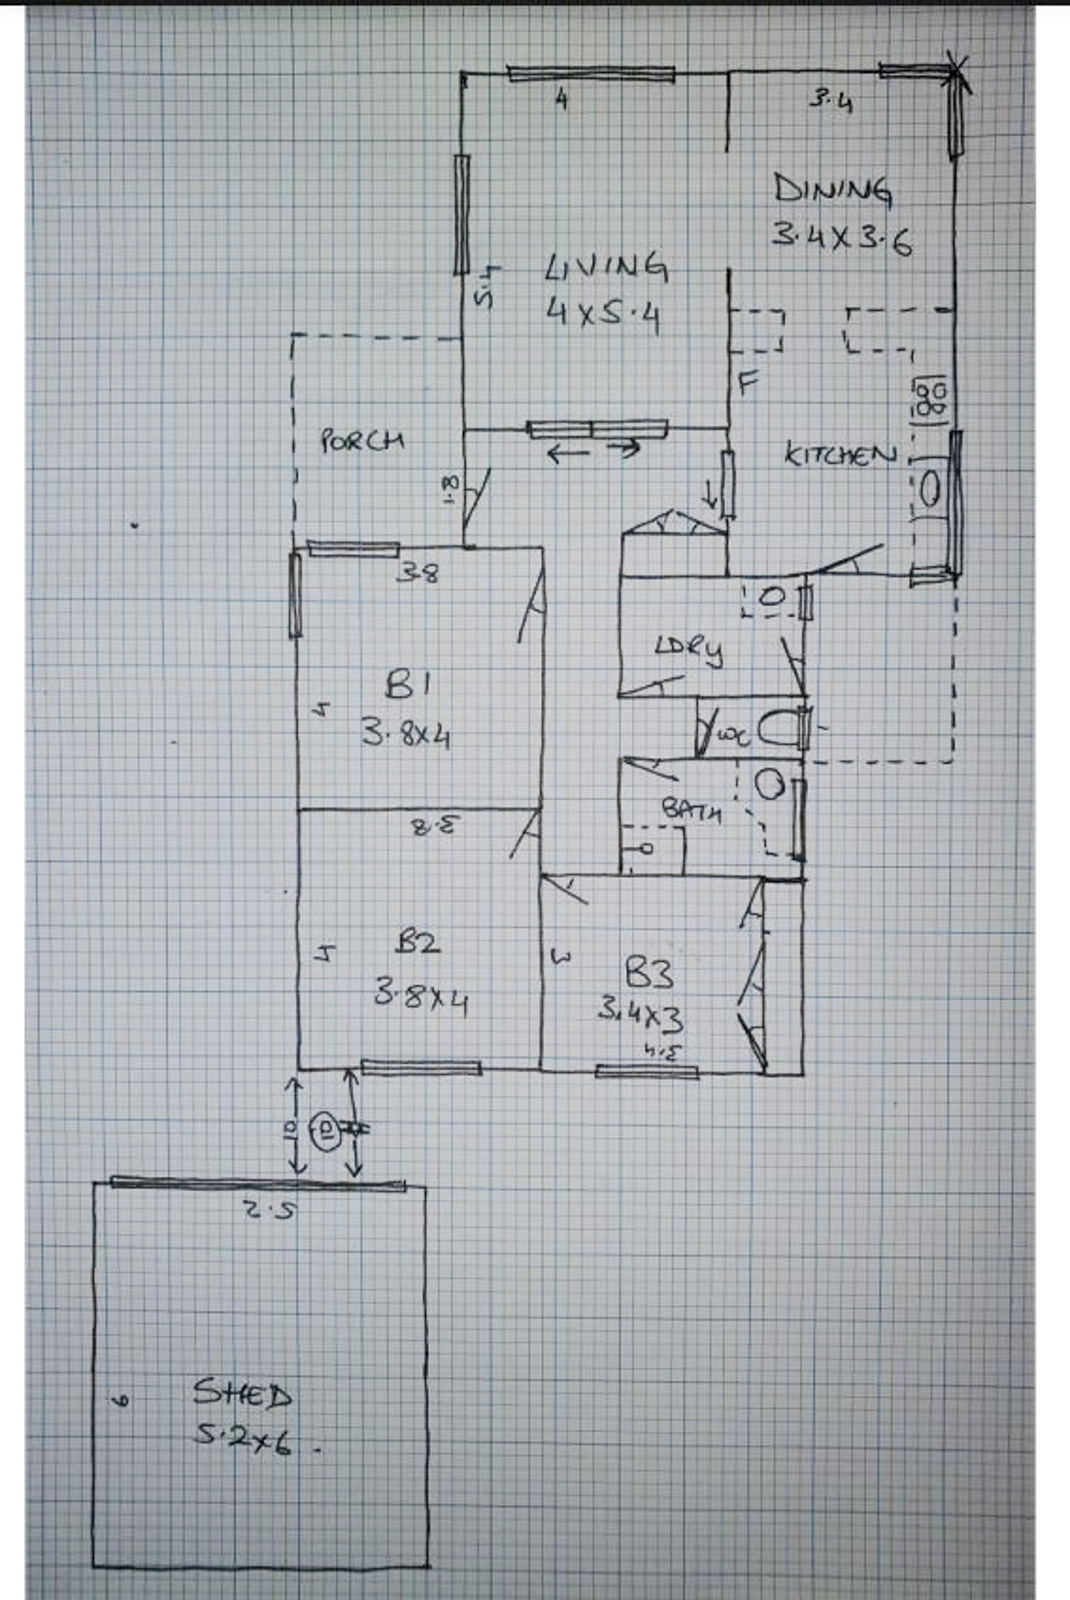 4
3.4
DINING
3.4X3.6
LIVING
4X5.4
5.4
F
PORCH
KITCHEN
1.8
3.8
LDRY
B1
3.8X4
4
WC
BATH
3.8
B2
3.8X4
4
3
B3
3.4X3
3.4
10
10
5.2
SHED
5.2X6
6